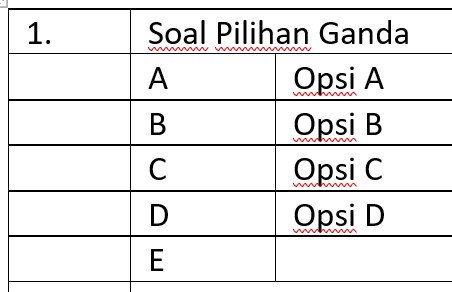 1. Soal Pilihan Ganda
A Opsi A
B Opsi B
C Opsi C
D Opsi D
E